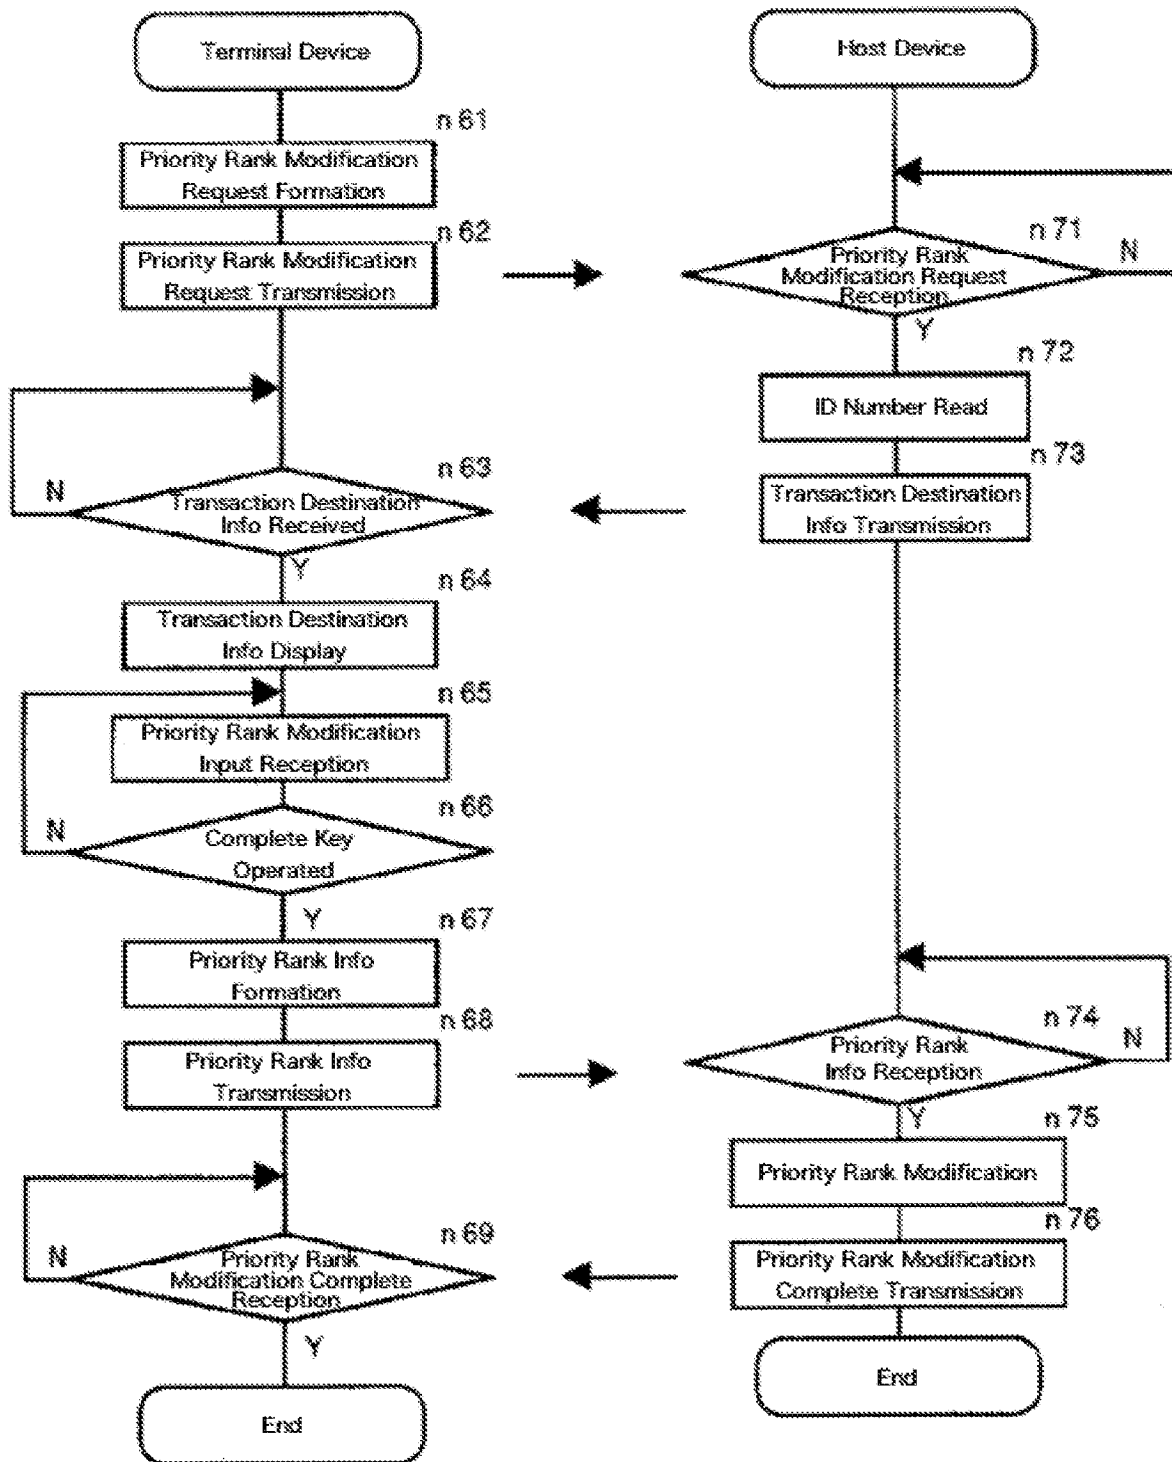 Terminal Device
n 61
Priority Rank Modification
Request Formation
n 62
Priority Rank Modification
Request Transmission
N
n 63
Transaction Destination
Info Received
Y
n 64
Transaction Destination
Info Display
n 65
Priority Rank Modification
Input Reception
N
n 66
Complete Key
Operated
Y
n 67
Priority Rank Info
Formation
n 68
Priority Rank Info
Transmission
N
n 69
Priority Rank
Modification Complete
Reception
Y
End
Host Device
n 71
Priority Rank
Modification Request
Reception
N
Y
n 72
ID Number Read
n 73
Transaction Destination
Info Transmission
n 74
Priority Rank
Info Reception
N
Y
n 75
Priority Rank Modification
n 76
Priority Rank Modification
Complete Transmission
End